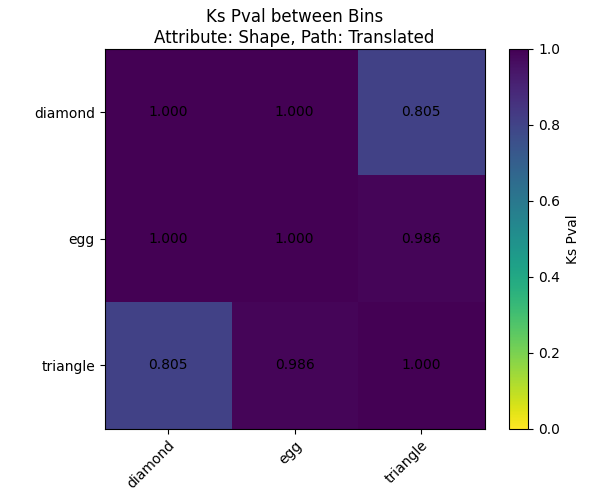 Ks Pval between Bins
Attribute: Shape, Path: Translated
diamond
1.000 1.000 0.805
egg
1.000 1.000 0.986
triangle
0.805 0.986 1.000
diamond egg triangle
1.0
0.8
0.6
0.4
0.2
0.0
Ks Pval